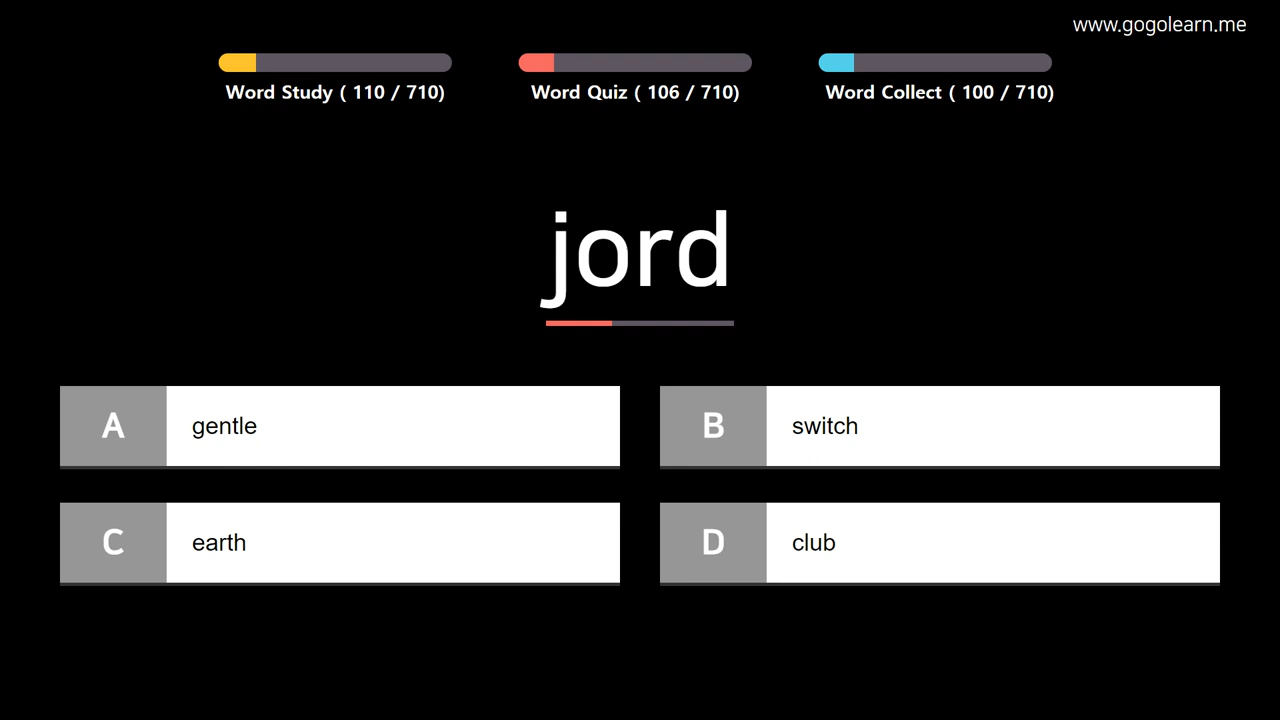 www.gogolearn.me
Word Study ( 110 / 710)
Word Quiz ( 106 / 710)
Word Collect ( 100 / 710)
jord
A gentle
B switch
C earth
D club